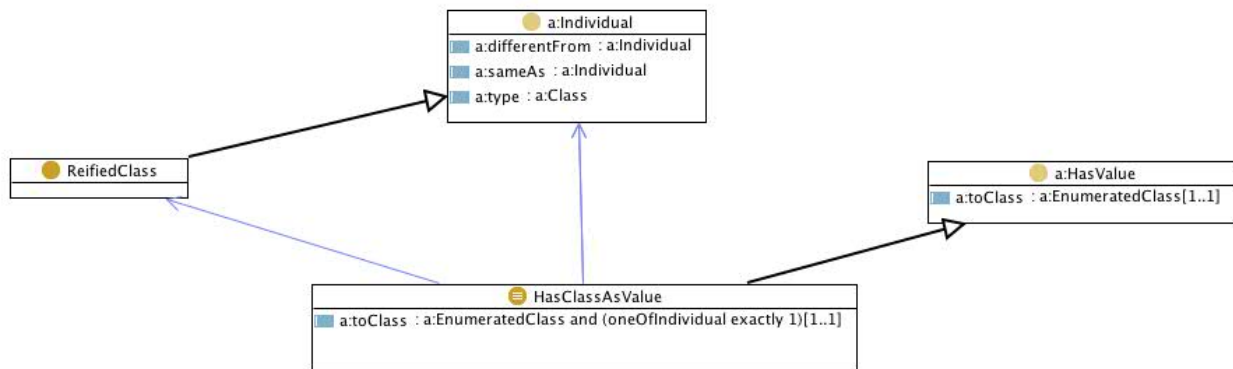 a:Individual
a:differentFrom : a:Individual
a:sameAs : a:Individual
a:type : a:Class
ReifiedClass
a:HasValue
a:toClass : a:EnumeratedClass[1..1]
HasClassAsValue
a:toClass : a:EnumeratedClass and (oneOfIndividual exactly 1)[1..1]